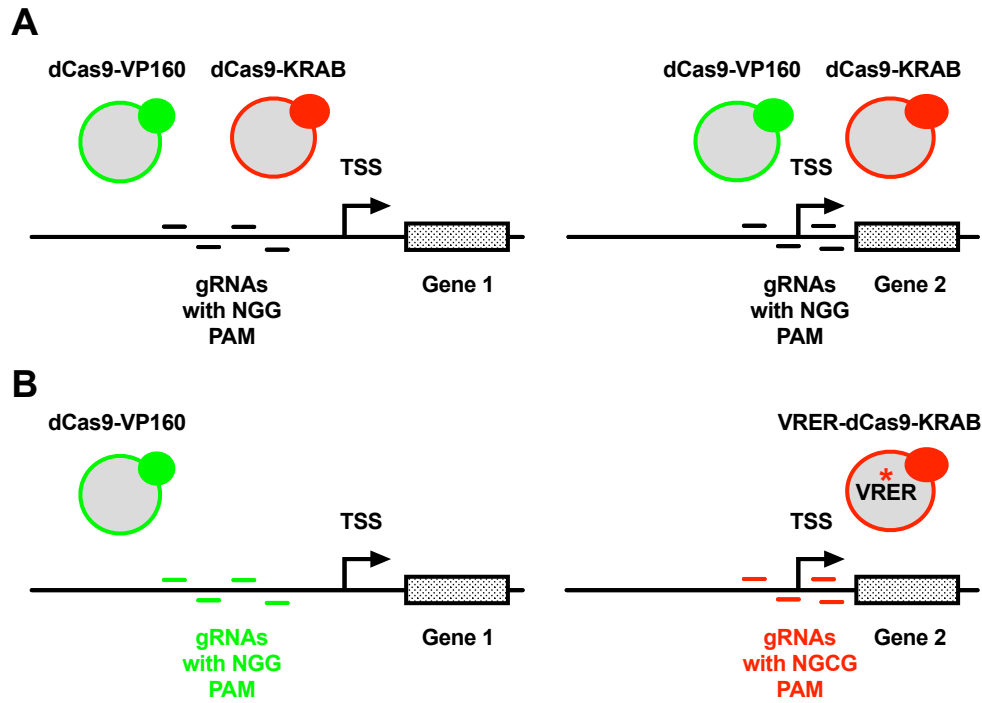 A
dCas9-VP160 dCas9-KRAB
TSS
gRNAs
with NGG
PAM
Gene 1
dCas9-VP160 dCas9-KRAB
TSS
gRNAs
with NGG
PAM
Gene 2
B
dCas9-VP160
TSS
gRNAs
with NGG
PAM
Gene 1
VRER-dCas9-KRAB
*
VRER
TSS
gRNAs
with NGCG
PAM
Gene 2